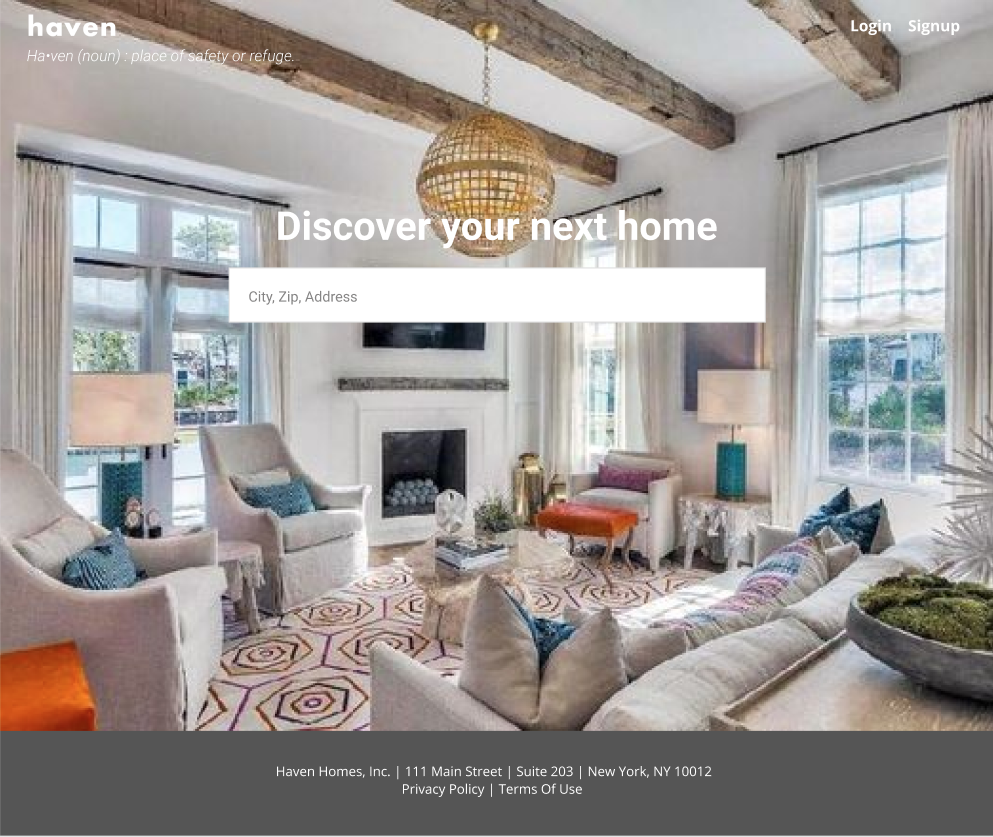 haven
Login Signup
Ha•ven (noun) : place of safety or refuge.
Discover your next home
City, Zip, Address
Haven Homes, Inc. | 111 Main Street | Suite 203 | New York, NY 10012
Privacy Policy | Terms Of Use